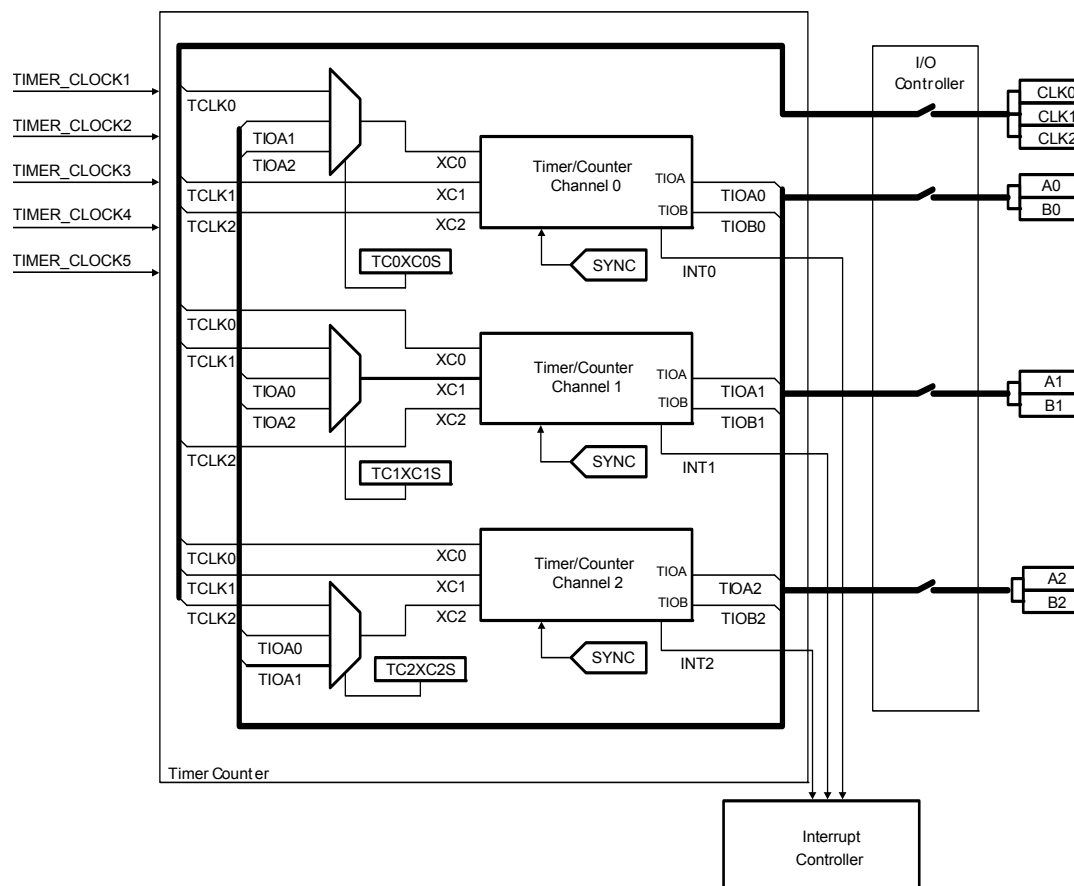 TIMER_CLOCK1
TIMER_CLOCK2
TIMER_CLOCK3
TIMER_CLOCK4
TIMER_CLOCK5
TCLK0
TIOA1
TIOA2
TCLK1
TCLK2
XC0
XC1
XC2
Timer/Counter
Channel 0
TIOA
TIOB
TIOA0
TIOB0
TC0XC0S
SYNC
INT0
TCLK0
TCLK1
TIOA0
TIOA2
TCLK2
XC0
XC1
XC2
Timer/Counter
Channel 1
TIOA
TIOB
TIOA1
TIOB1
TC1XC1S
SYNC
INT1
TCLK0
TCLK1
TCLK2
TIOA0
TIOA1
XC0
XC1
XC2
Timer/Counter
Channel 2
TIOA
TIOB
TIOA2
TIOB2
TC2XC2S
SYNC
INT2
Timer Counter
I/O
Controller
CLK0
CLK1
CLK2
A0
B0
A1
B1
A2
B2
Interrupt
Controller